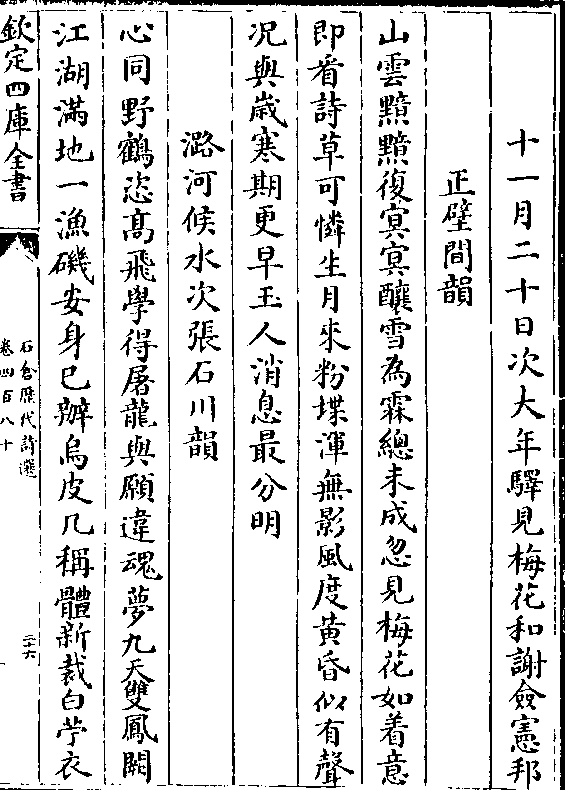 十一月二十日次大年驛見梅花和謝僉憲邦
正壁間韻
山雲黯黯復冥冥釀雪為霖總未成忽見梅花如着意
即看詩草可憐生月來粉堞渾無影風度黄昏似有聲
况與歳寒期更早玉人消息最分明
潞河候水次張石川韻
心同野鶴恣高飛學得屠龍與願違魂夢九天雙鳳闕
江湖滿地一漁磯安身已辦烏皮几稱體新裁白苧衣
欽定四庫全書
石倉歷代詩選
卷四百八十
三十六